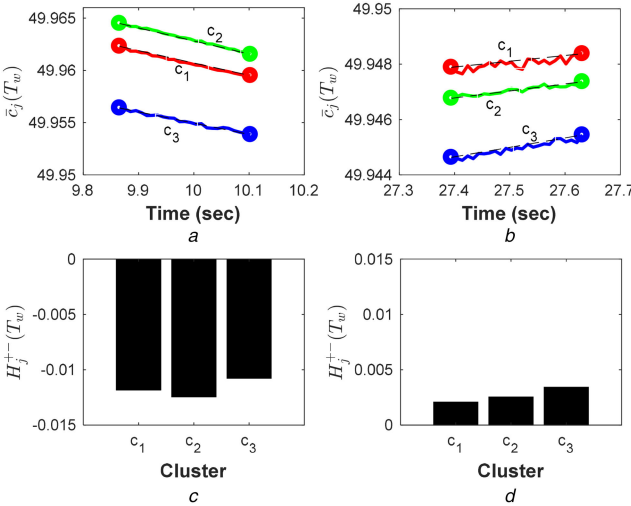 49.965
49.96
49.955
49.95
c̄ⱼ(T_w)
c₂
c₁
c₃
9.8 9.9 10 10.1 10.2
Time (sec)
a
49.95
49.948
49.946
49.944
c̄ⱼ(T_w)
c₁
c₂
c₃
27.3 27.4 27.5 27.6 27.7
Time (sec)
b
0
-0.005
-0.01
-0.015
Hⱼ⁺⁻(T_w)
c₁ c₂ c₃
Cluster
c
0.015
0.01
0.005
0
Hⱼ⁺⁻(T_w)
c₁ c₂ c₃
Cluster
d